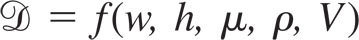 𝒟 = f(w, h, μ, ρ, V)